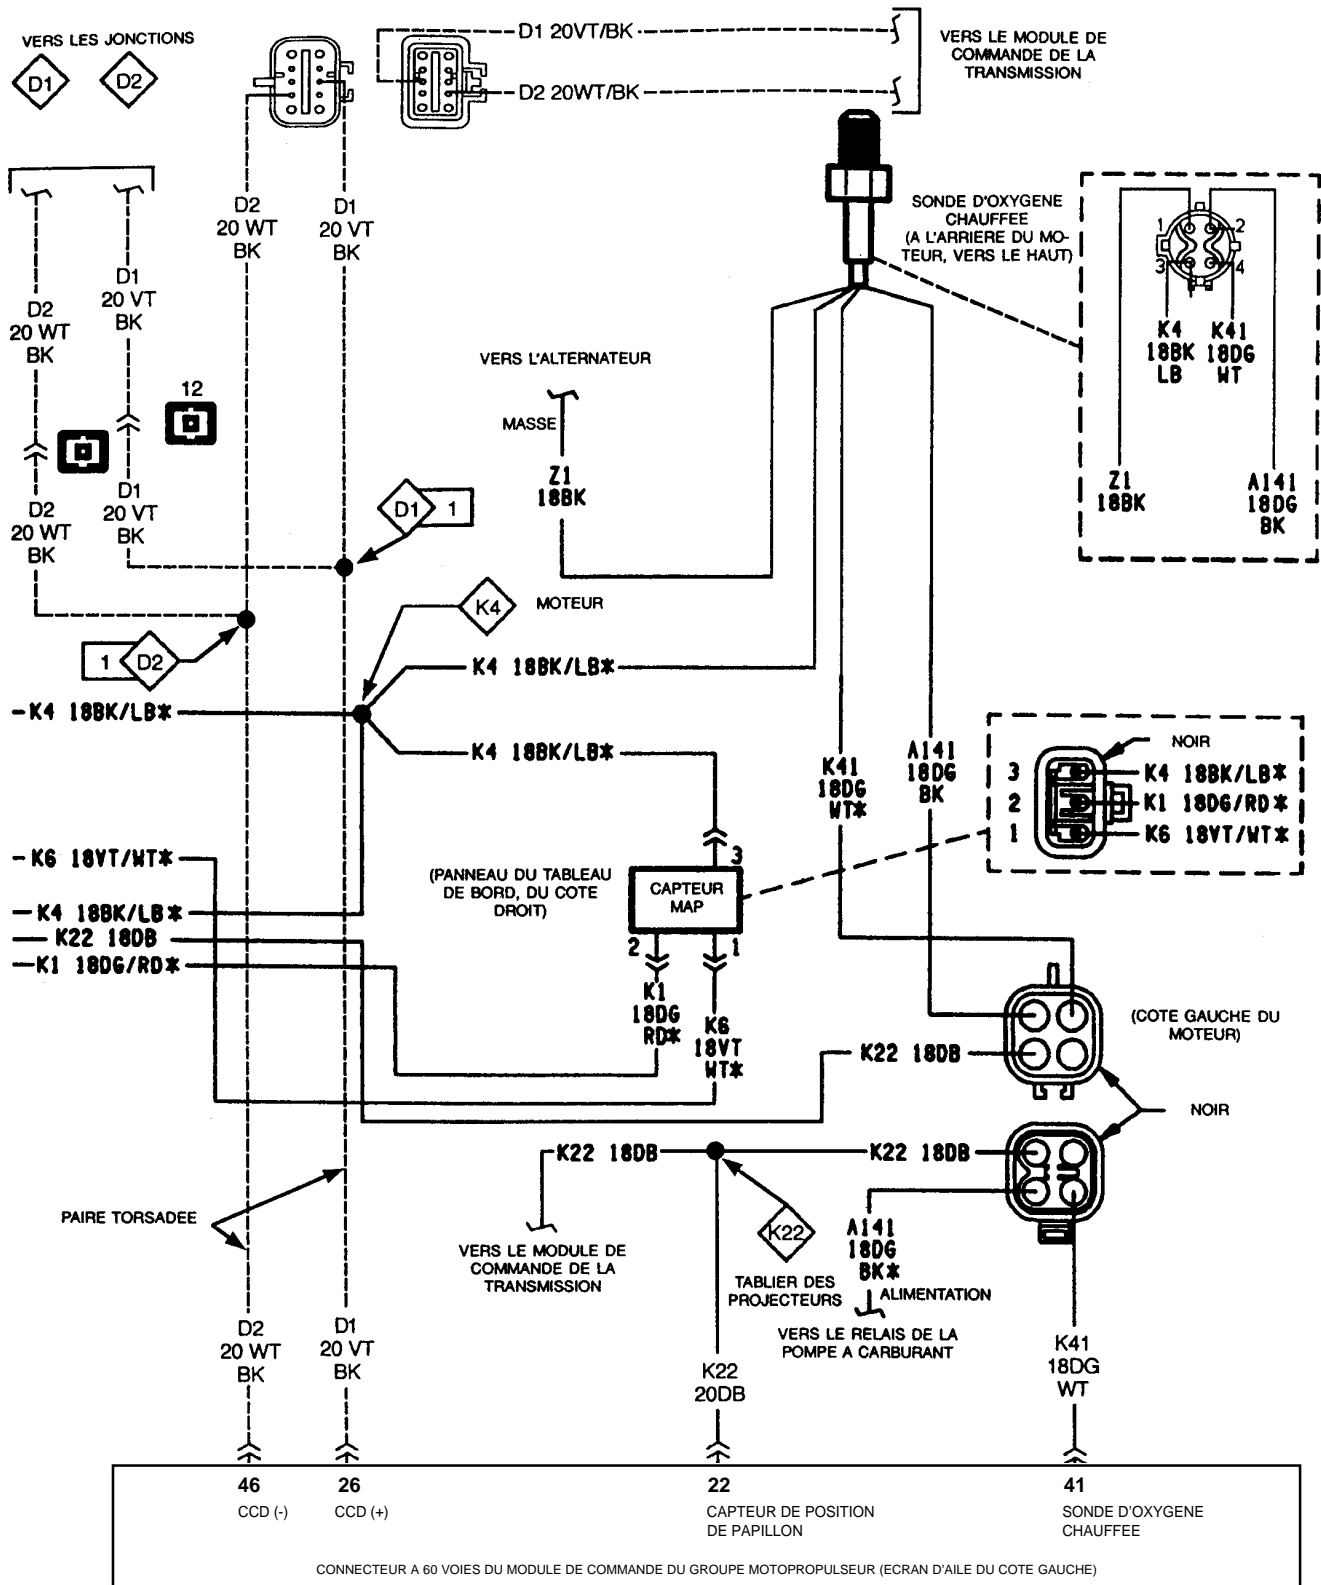 VERS LES JONCTIONS
D1
D2
D1 20VT/BK
D2 20WT/BK
VERS LE MODULE DE
COMMANDE DE LA
TRANSMISSION
D2
20 WT
BK
D1
20 VT
BK
D2
20 WT
BK
D1
20 VT
BK
12
D2
20 WT
BK
D1
20 VT
BK
SONDE D'OXYGENE
CHAUFFEE
(A L'ARRIERE DU MO-
TEUR, VERS LE HAUT)
1
2
3
4
K4
18BK
LB
K41
18DG
WT
Z1
18BK
A141
18DG
BK
VERS L'ALTERNATEUR
MASSE
Z1
18BK
D1
1
K4
MOTEUR
1
D2
K4 18BK/LB*
K4 18BK/LB*
K4 18BK/LB*
K41
18DG
WT*
A141
18DG
BK
NOIR
3
K4 18BK/LB*
2
K1 18DG/RD*
1
K6 18VT/WT*
K6 18VT/WT*
K4 18BK/LB*
K22 18DB
K1 18DG/RD*
(PANNEAU DU TABLEAU
DE BORD, DU COTE
DROIT)
3
CAPTEUR
MAP
2
1
K1
18DG
RD*
K6
18VT
WT*
(COTE GAUCHE DU
MOTEUR)
K22 18DB
NOIR
K22 18DB
K22 18DB
PAIRE TORSADEE
VERS LE MODULE DE
COMMANDE DE LA
TRANSMISSION
K22
TABLIER DES
PROJECTEURS
A141
18DG
BK*
ALIMENTATION
VERS LE RELAIS DE LA
POMPE A CARBURANT
D2
20 WT
BK
D1
20 VT
BK
K22
20DB
K41
18DG
WT
46
26
22
41
CCD (-)
CCD (+)
CAPTEUR DE POSITION
DE PAPILLON
SONDE D'OXYGENE
CHAUFFEE
CONNECTEUR A 60 VOIES DU MODULE DE COMMANDE DU GROUPE MOTOPROPULSEUR (ECRAN D'AILE DU COTE GAUCHE)